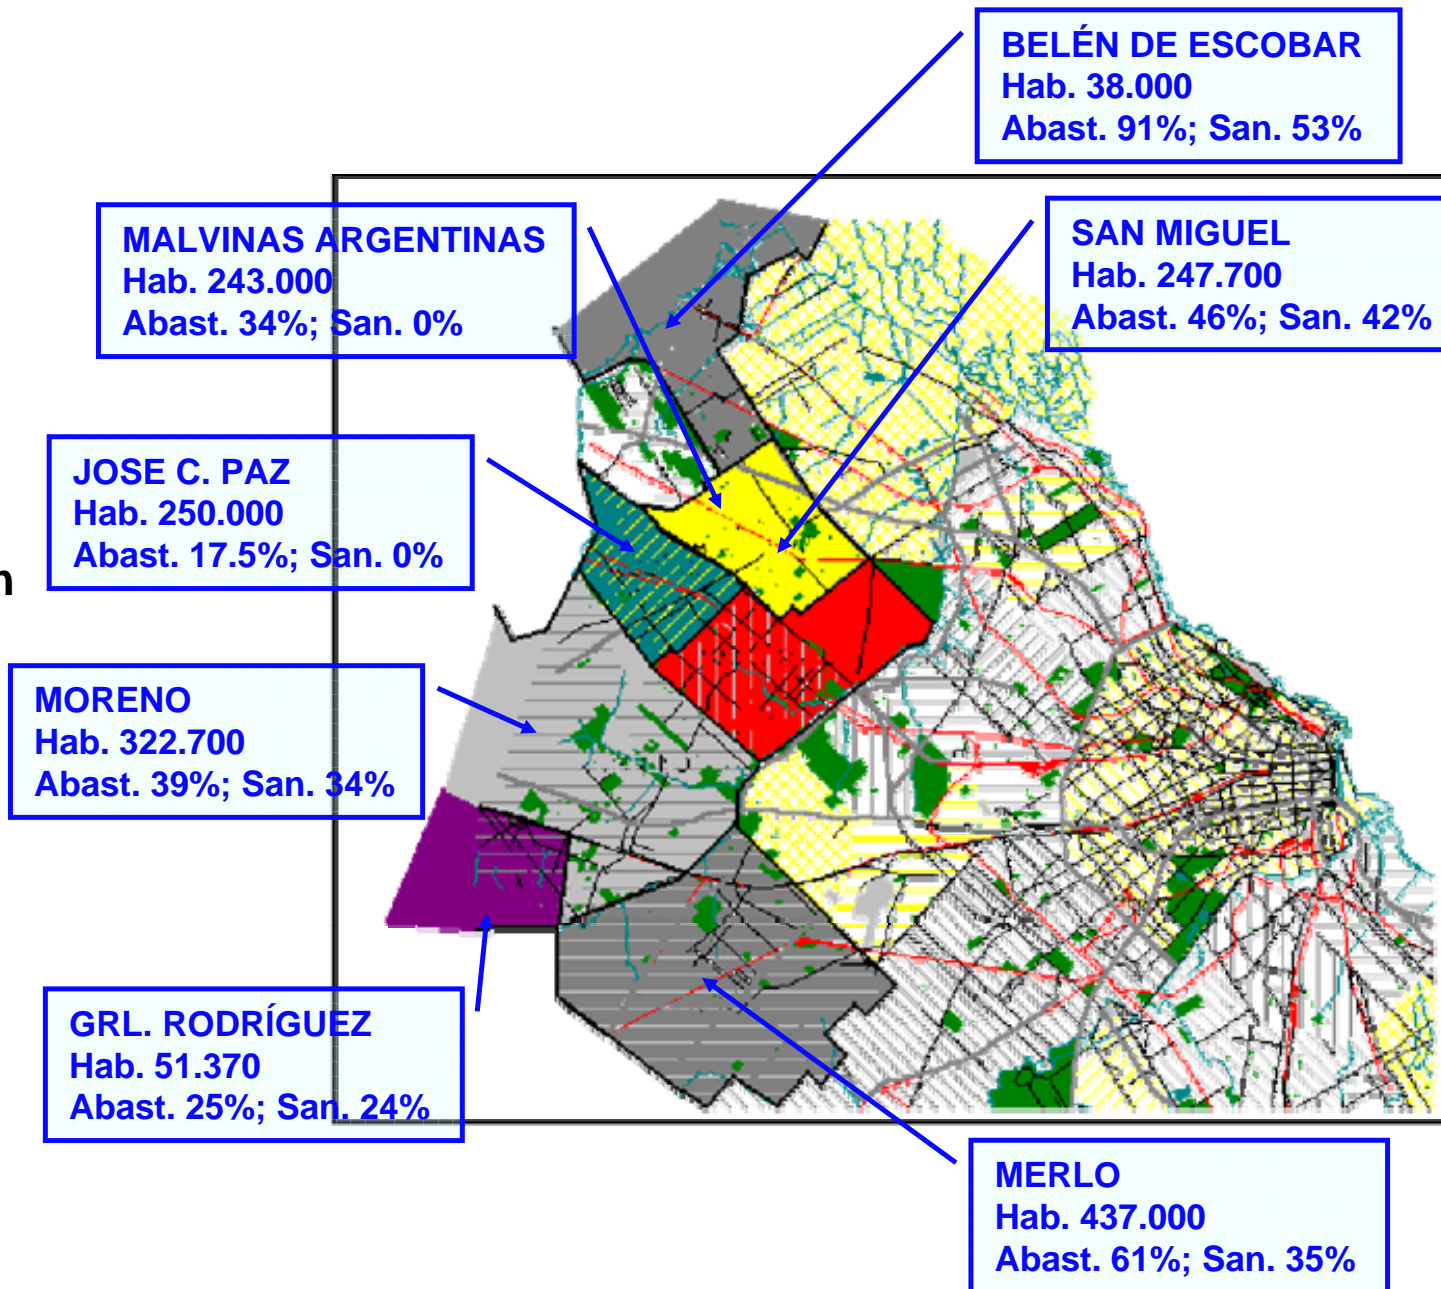 BELÉN DE ESCOBAR
Hab. 38.000
Abast. 91%; San. 53%
MALVINAS ARGENTINAS
Hab. 243.000
Abast. 34%; San. 0%
SAN MIGUEL
Hab. 247.700
Abast. 46%; San. 42%
JOSE C. PAZ
Hab. 250.000
Abast. 17.5%; San. 0%
n
MORENO
Hab. 322.700
Abast. 39%; San. 34%
GRL. RODRÍGUEZ
Hab. 51.370
Abast. 25%; San. 24%
MERLO
Hab. 437.000
Abast. 61%; San. 35%